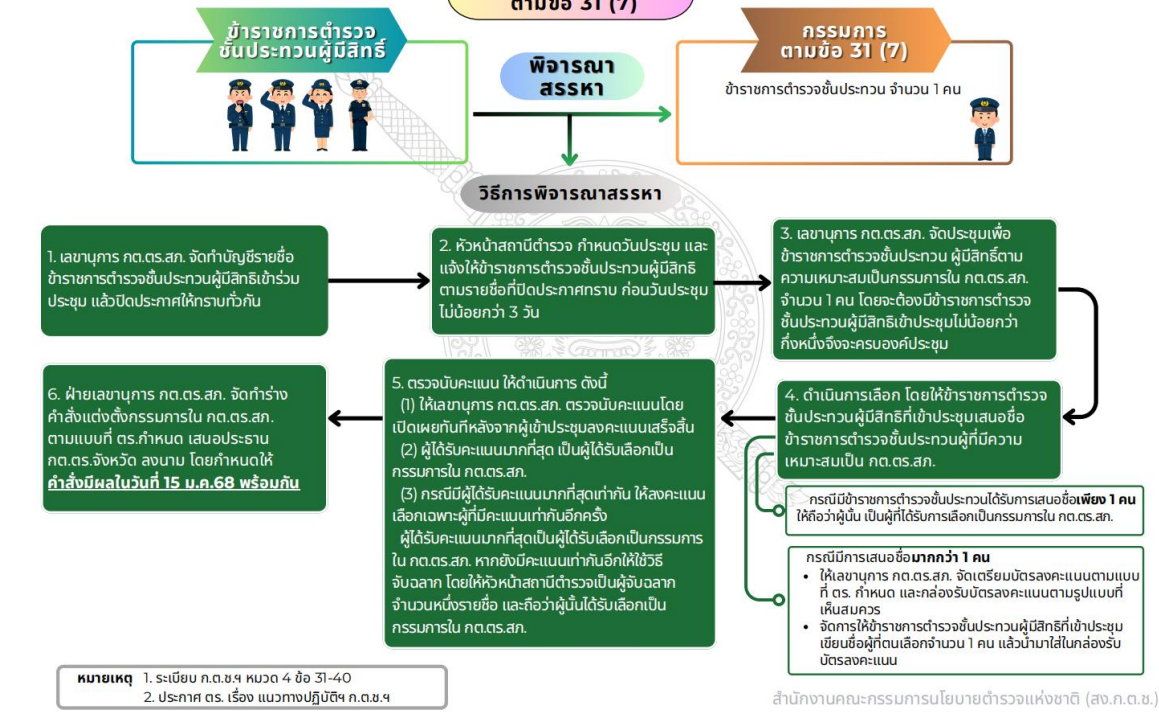 ตามข้อ 31 (7)
ข้าราชการตำรวจ
ชั้นประทวนผู้มีสิทธิ์
พิจารณา
สรรหา
กรรมการ
ตามข้อ 31 (7)
ข้าราชการตำรวจชั้นประทวน จำนวน 1 คน
วิธีการพิจารณาสรรหา
1. เลขานุการ กต.ตร.สภ. จัดทำบัญชีรายชื่อ
ข้าราชการตำรวจชั้นประทวนผู้มีสิทธิเข้าร่วม
ประชุม แล้วปิดประกาศให้ทราบทั่วกัน
2. หัวหน้าสถานีตำรวจ กำหนดวันประชุม และ
แจ้งให้ข้าราชการตำรวจชั้นประทวนผู้มีสิทธิ
ตามรายชื่อที่ปิดประกาศทราบ ก่อนวันประชุม
ไม่น้อยกว่า 3 วัน
3. เลขานุการ กต.ตร.สภ. จัดประชุมเพื่อ
ข้าราชการตำรวจชั้นประทวน ผู้มีสิทธิ์ตาม
ความเหมาะสมเป็นกรรมการใน กต.ตร.สภ.
จำนวน 1 คน โดยจะต้องมีข้าราชการตำรวจ
ชั้นประทวนผู้มีสิทธิเข้าประชุมไม่น้อยกว่า
กึ่งหนึ่งจึงจะครบองค์ประชุม
4. ดำเนินการเลือก โดยให้ข้าราชการตำรวจ
ชั้นประทวนผู้มีสิทธิที่เข้าประชุมเสนอชื่อ
ข้าราชการตำรวจชั้นประทวนผู้ที่มีความ
เหมาะสมเป็น กต.ตร.สภ.
กรณีมีข้าราชการตำรวจชั้นประทวนได้รับการเสนอชื่อเพียง 1 คน
ให้ถือว่าผู้นั้น เป็นผู้ที่ได้รับการเลือกเป็นกรรมการใน กต.ตร.สภ.
กรณีมีการเสนอชื่อมากกว่า 1 คน
• ให้เลขานุการ กต.ตร.สภ. จัดเตรียมบัตรลงคะแนนตามแบบ
ที่ ตร. กำหนด และกล่องรับบัตรลงคะแนนตามรูปแบบที่
เห็นสมควร
• จัดการให้ข้าราชการตำรวจชั้นประทวนผู้มีสิทธิที่เข้าประชุม
เขียนชื่อผู้ที่ตนเลือกจำนวน 1 คน แล้วนำมาใส่ในกล่องรับ
บัตรลงคะแนน
5. ตรวจนับคะแนน ให้ดำเนินการ ดังนี้
(1) ให้เลขานุการ กต.ตร.สภ. ตรวจนับคะแนนโดย
เปิดเผยทันทีหลังจากผู้เข้าประชุมลงคะแนนเสร็จสิ้น
(2) ผู้ได้รับคะแนนมากที่สุด เป็นผู้ได้รับเลือกเป็น
กรรมการใน กต.ตร.สภ.
(3) กรณีมีผู้ได้รับคะแนนมากที่สุดเท่ากัน ให้ลงคะแนน
เลือกเฉพาะผู้ที่มีคะแนนเท่ากันอีกครั้ง
ผู้ได้รับคะแนนมากที่สุดเป็นผู้ได้รับเลือกเป็นกรรมการ
ใน กต.ตร.สภ. หากยังมีคะแนนเท่ากันอีกให้ใช้วิธี
จับฉลาก โดยให้หัวหน้าสถานีตำรวจเป็นผู้จับฉลาก
จำนวนหนึ่งรายชื่อ และถือว่าผู้นั้นได้รับเลือกเป็น
กรรมการใน กต.ตร.สภ.
6. ฝ่ายเลขานุการ กต.ตร.สภ. จัดทำร่าง
คำสั่งแต่งตั้งกรรมการใน กต.ตร.สภ.
ตามแบบที่ ตร.กำหนด เสนอประธาน
กต.ตร.จังหวัด ลงนาม โดยกำหนดให้
คำสั่งมีผลในวันที่ 15 ม.ค.68 พร้อมกัน
หมายเหตุ 1. ระเบียบ ก.ต.ช.ฯ หมวด 4 ข้อ 31-40
2. ประกาศ ตร. เรื่อง แนวทางปฏิบัติฯ ก.ต.ช.ฯ
สำนักงานคณะกรรมการนโยบายตำรวจแห่งชาติ (สง.ก.ต.ช.)